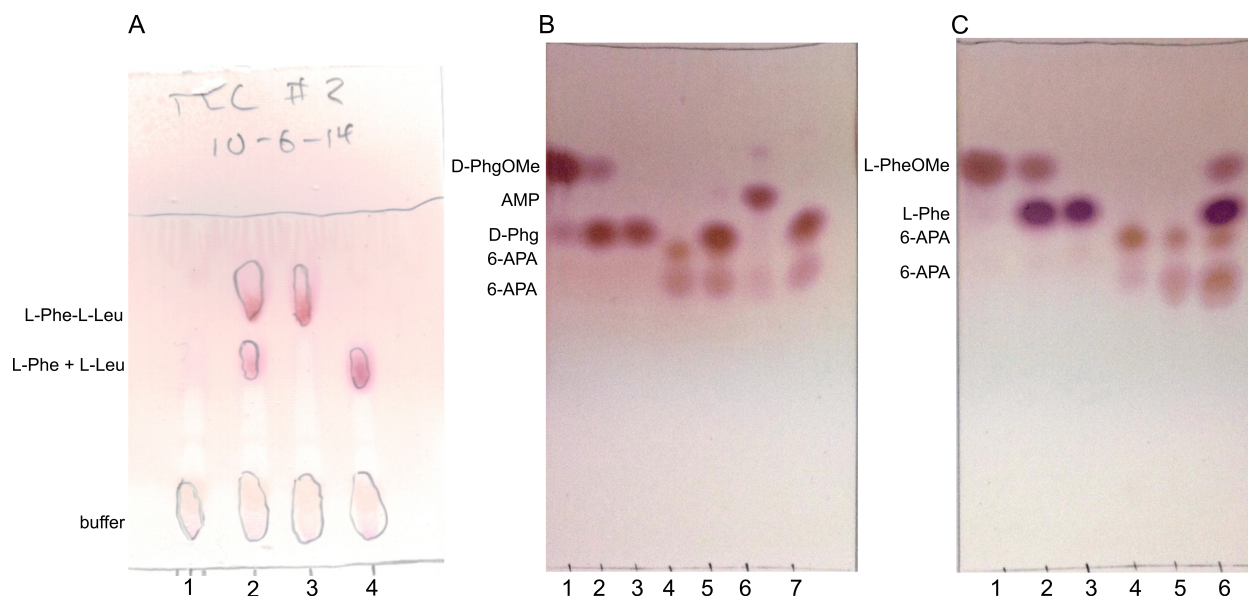 A
B
C
TLC # 2
10-6-14
L-Phe-L-Leu
L-Phe + L-Leu
buffer
1 2 3 4
D-PhgOMe
AMP
D-Phg
6-APA
6-APA
1 2 3 4 5 6 7
L-PheOMe
L-Phe
6-APA
6-APA
1 2 3 4 5 6